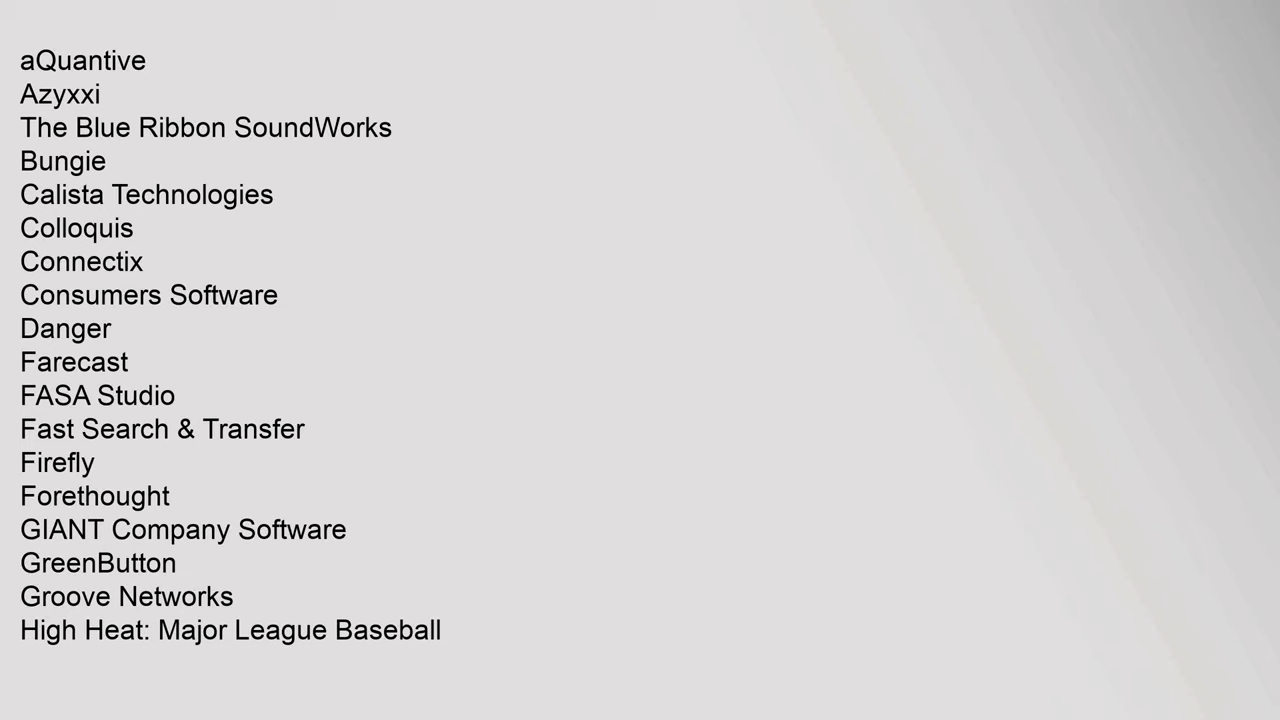 aQuantive
Azyxxi
The Blue Ribbon SoundWorks
Bungie
Calista Technologies
Colloquis
Connectix
Consumers Software
Danger
Farecast
FASA Studio
Fast Search & Transfer
Firefly
Forethought
GIANT Company Software
GreenButton
Groove Networks
High Heat: Major League Baseball